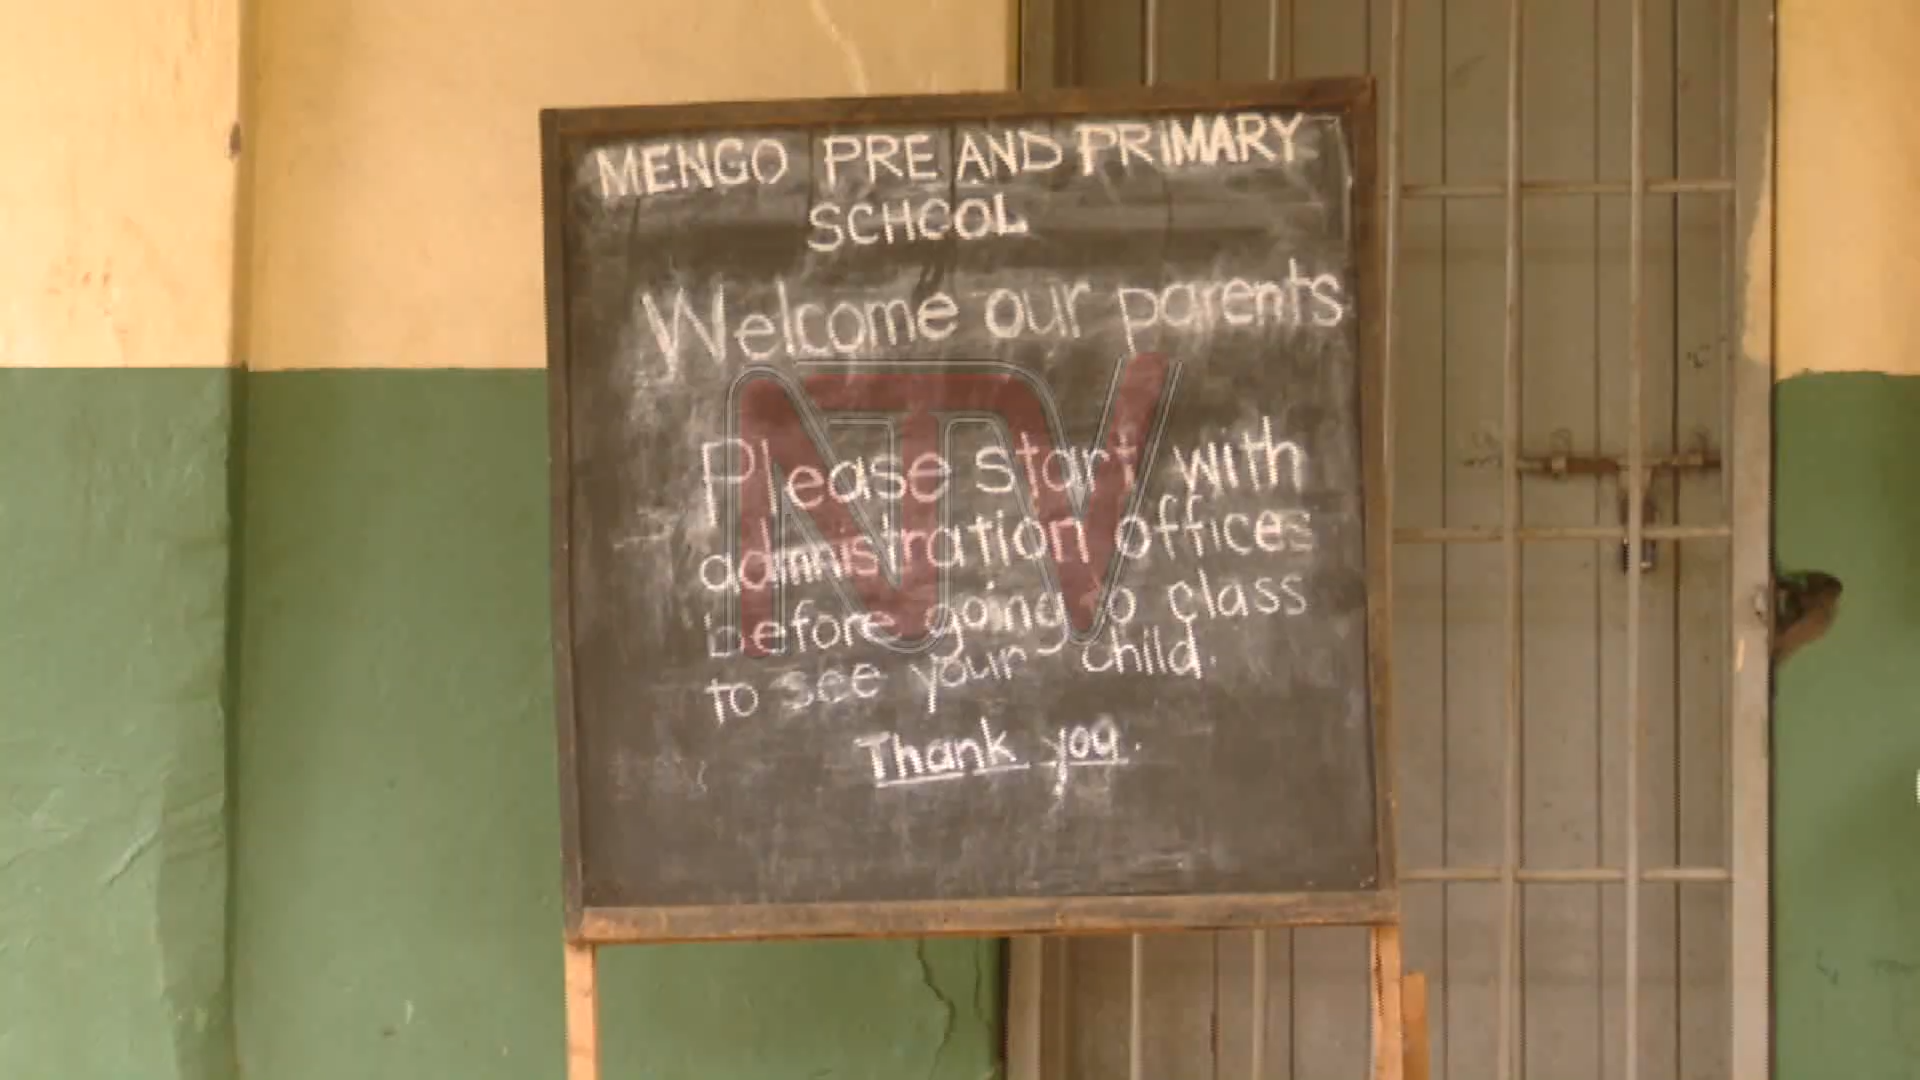 MENGO PRE AND PRIMARY
SCHOOL
Welcome our parents
NTV
Please start with
admnistration offices
before going to class
to see your child.
Thank you.